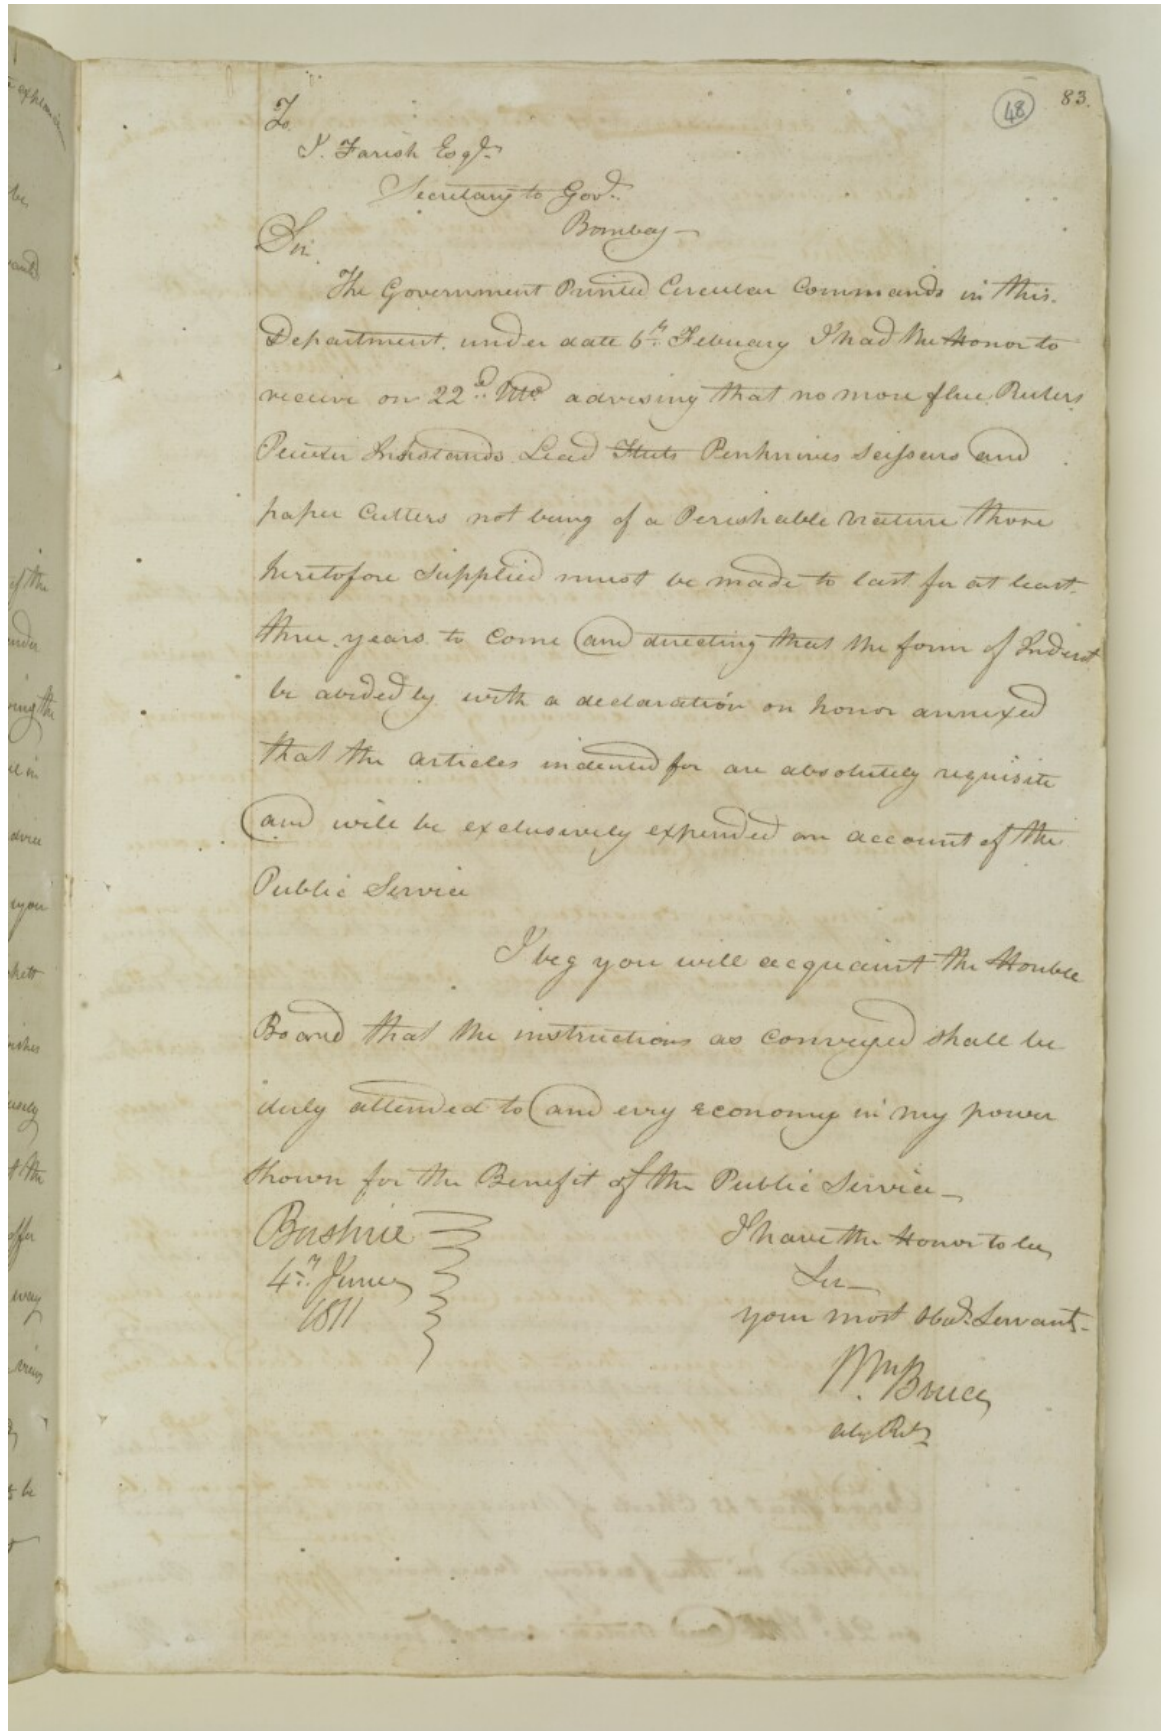 83.
48
To
J. Farish Esqr.
Secretary to Govt.
Bombay
Sir.
The Government Printed Circular Commands in this
Department. under date 6th. Febuary I had the Honor to
receive on 22d. Ulto. advising that no more Rulers
Pewter Inkstands Lead Penknives Scissars and
paper Cutters not being of a Perishable Nature those
heretofore Supplied must be made to last for at least
three years to come and directing that the form of Indent
be abided by with a declaration on honor annexed
that the articles indented for are absolutely requisite
and will be exclusively expended on account of the
Public Service
I beg you will acquaint the Honble
Board that the instructions as conveyed shall be
duly attended to and evry economy in my power
shown for the Benefit of the Public Service
Bushire
I have the Honor to be,
4th. June
Sir
1811
your most Obdt. Servant
Wm. Bruce